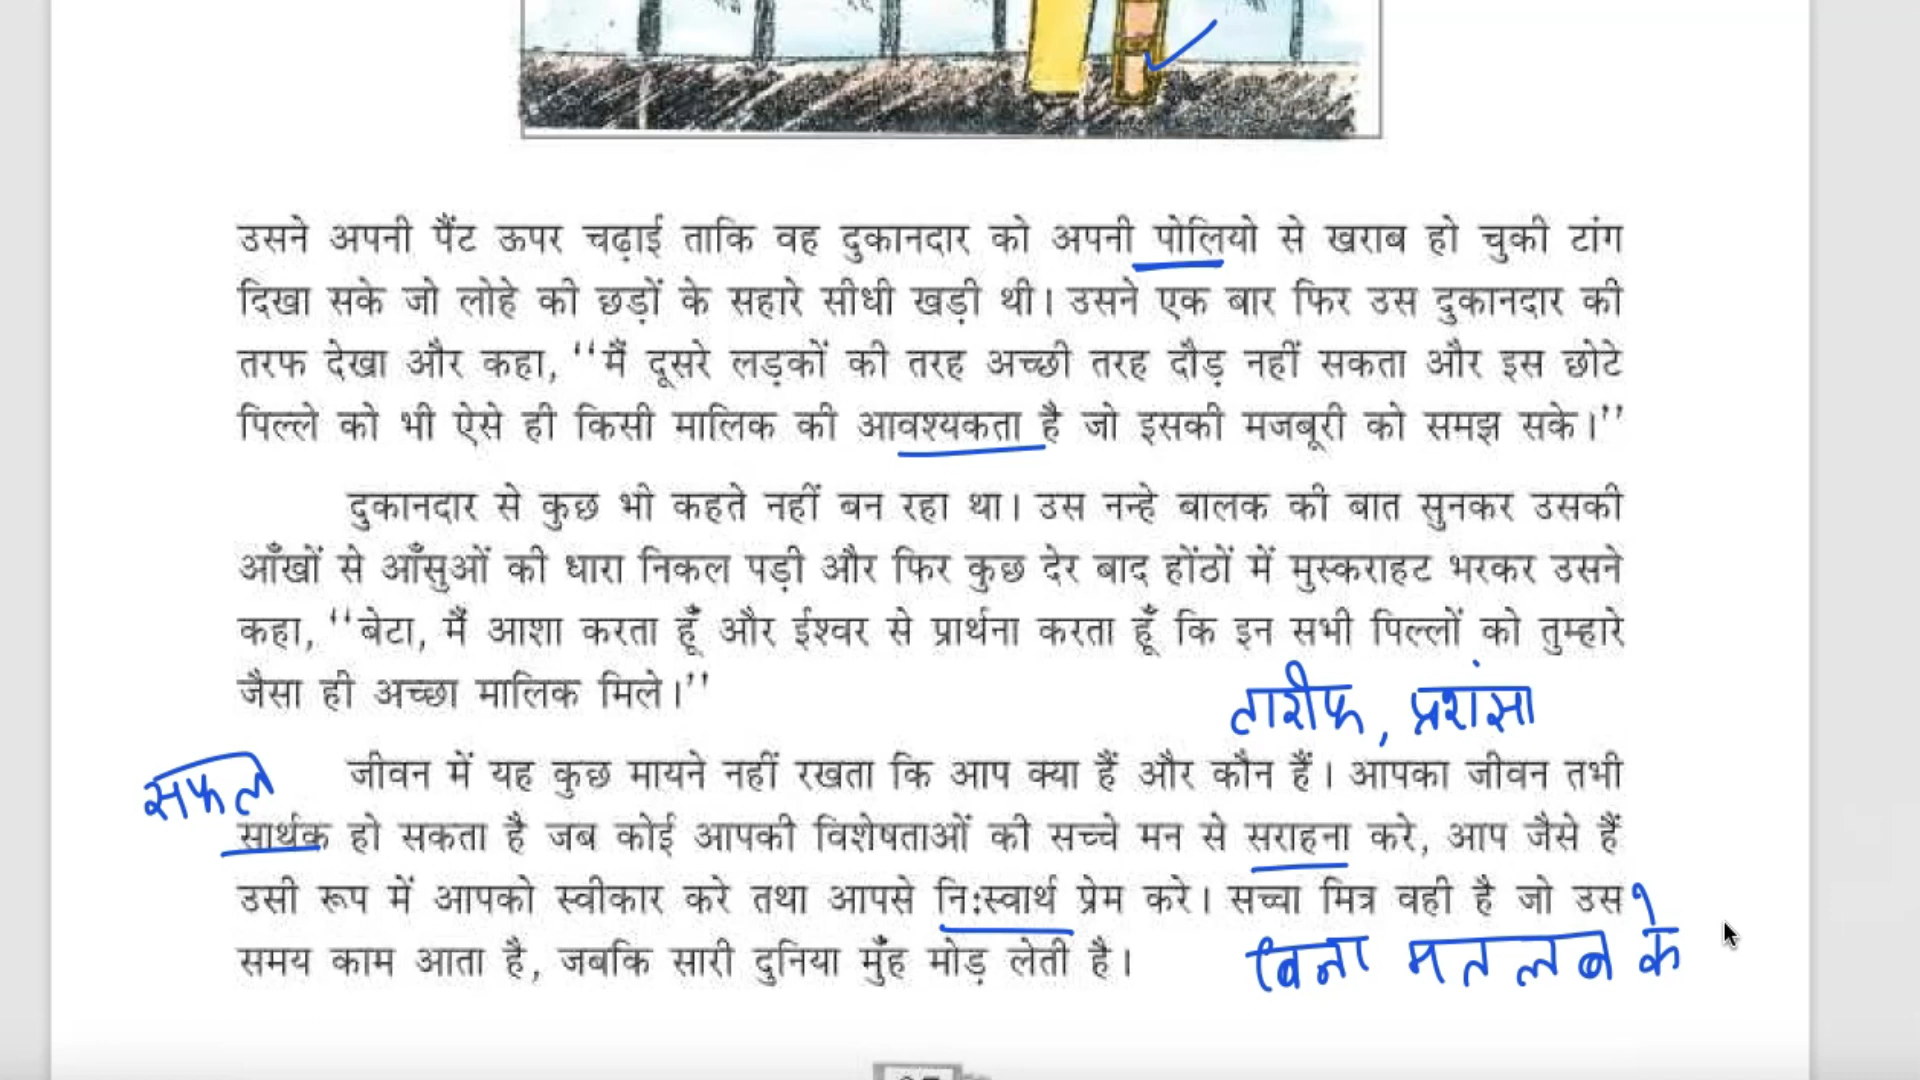 उसने अपनी पैंट ऊपर चढ़ाई ताकि वह दुकानदार को अपनी पोलियो से खराब हो चुकी टांग
दिखा सके जो लोहे की छड़ों के सहारे सीधी खड़ी थी। उसने एक बार फिर उस दुकानदार की
तरफ देखा और कहा, ‘‘मैं दूसरे लड़कों की तरह अच्छी तरह दौड़ नहीं सकता और इस छोटे
पिल्ले को भी ऐसे ही किसी मालिक की आवश्यकता है जो इसकी मजबूरी को समझ सके।’’
दुकानदार से कुछ भी कहते नहीं बन रहा था। उस नन्हे बालक की बात सुनकर उसकी
आँखों से आँसुओं की धारा निकल पड़ी और फिर कुछ देर बाद होंठों में मुस्कराहट भरकर उसने
कहा, ‘‘बेटा, मैं आशा करता हूँ और ईश्वर से प्रार्थना करता हूँ कि इन सभी पिल्लों को तुम्हारे
जैसा ही अच्छा मालिक मिले।’’
तारीफ, प्रशंसा
सफल
जीवन में यह कुछ मायने नहीं रखता कि आप क्या हैं और कौन हैं। आपका जीवन तभी
सार्थक हो सकता है जब कोई आपकी विशेषताओं की सच्चे मन से सराहना करे, आप जैसे हैं
उसी रूप में आपको स्वीकार करे तथा आपसे नि:स्वार्थ प्रेम करे। सच्चा मित्र वही है जो उस
समय काम आता है, जबकि सारी दुनिया मुँह मोड़ लेती है।
बिना मतलब के